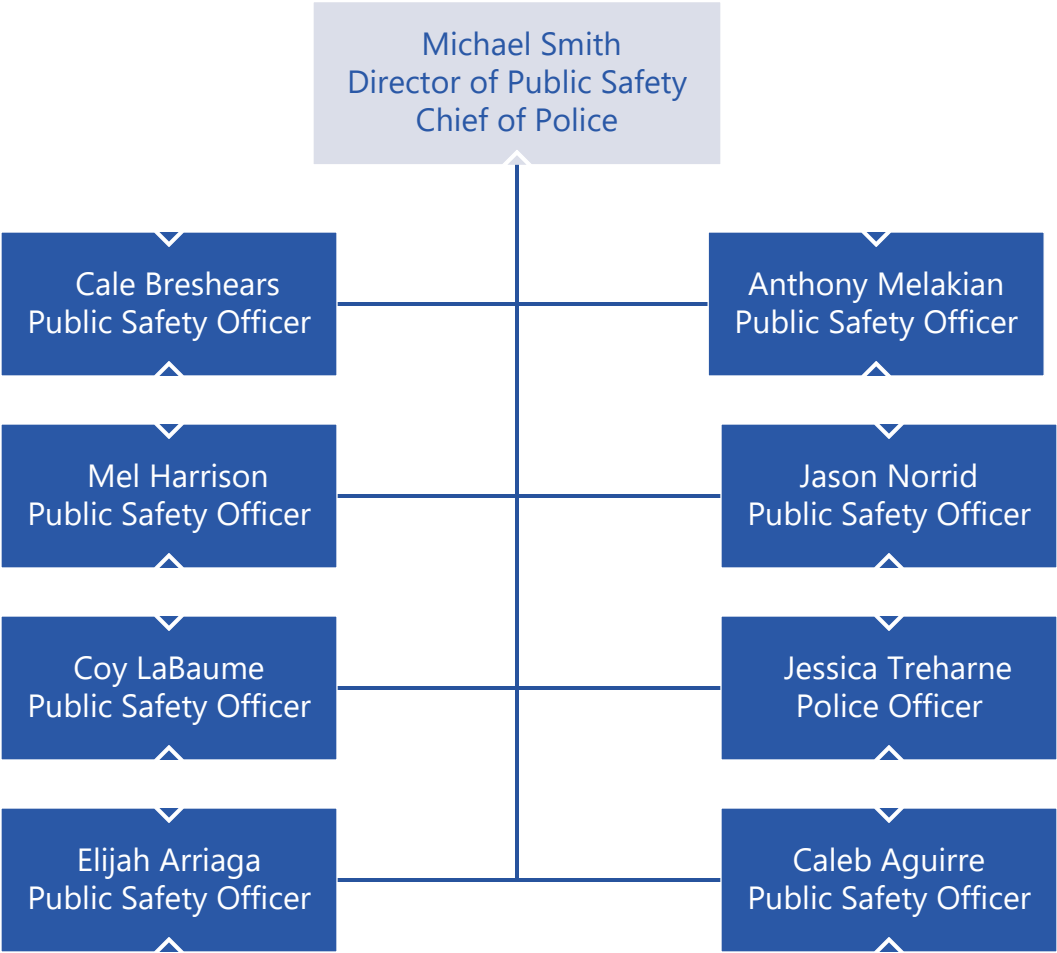 Michael Smith
Director of Public Safety
Chief of Police
Cale Breshears
Public Safety Officer
Anthony Melakian
Public Safety Officer
Mel Harrison
Public Safety Officer
Jason Norrid
Public Safety Officer
Coy LaBaume
Public Safety Officer
Jessica Treharne
Police Officer
Elijah Arriaga
Public Safety Officer
Caleb Aguirre
Public Safety Officer